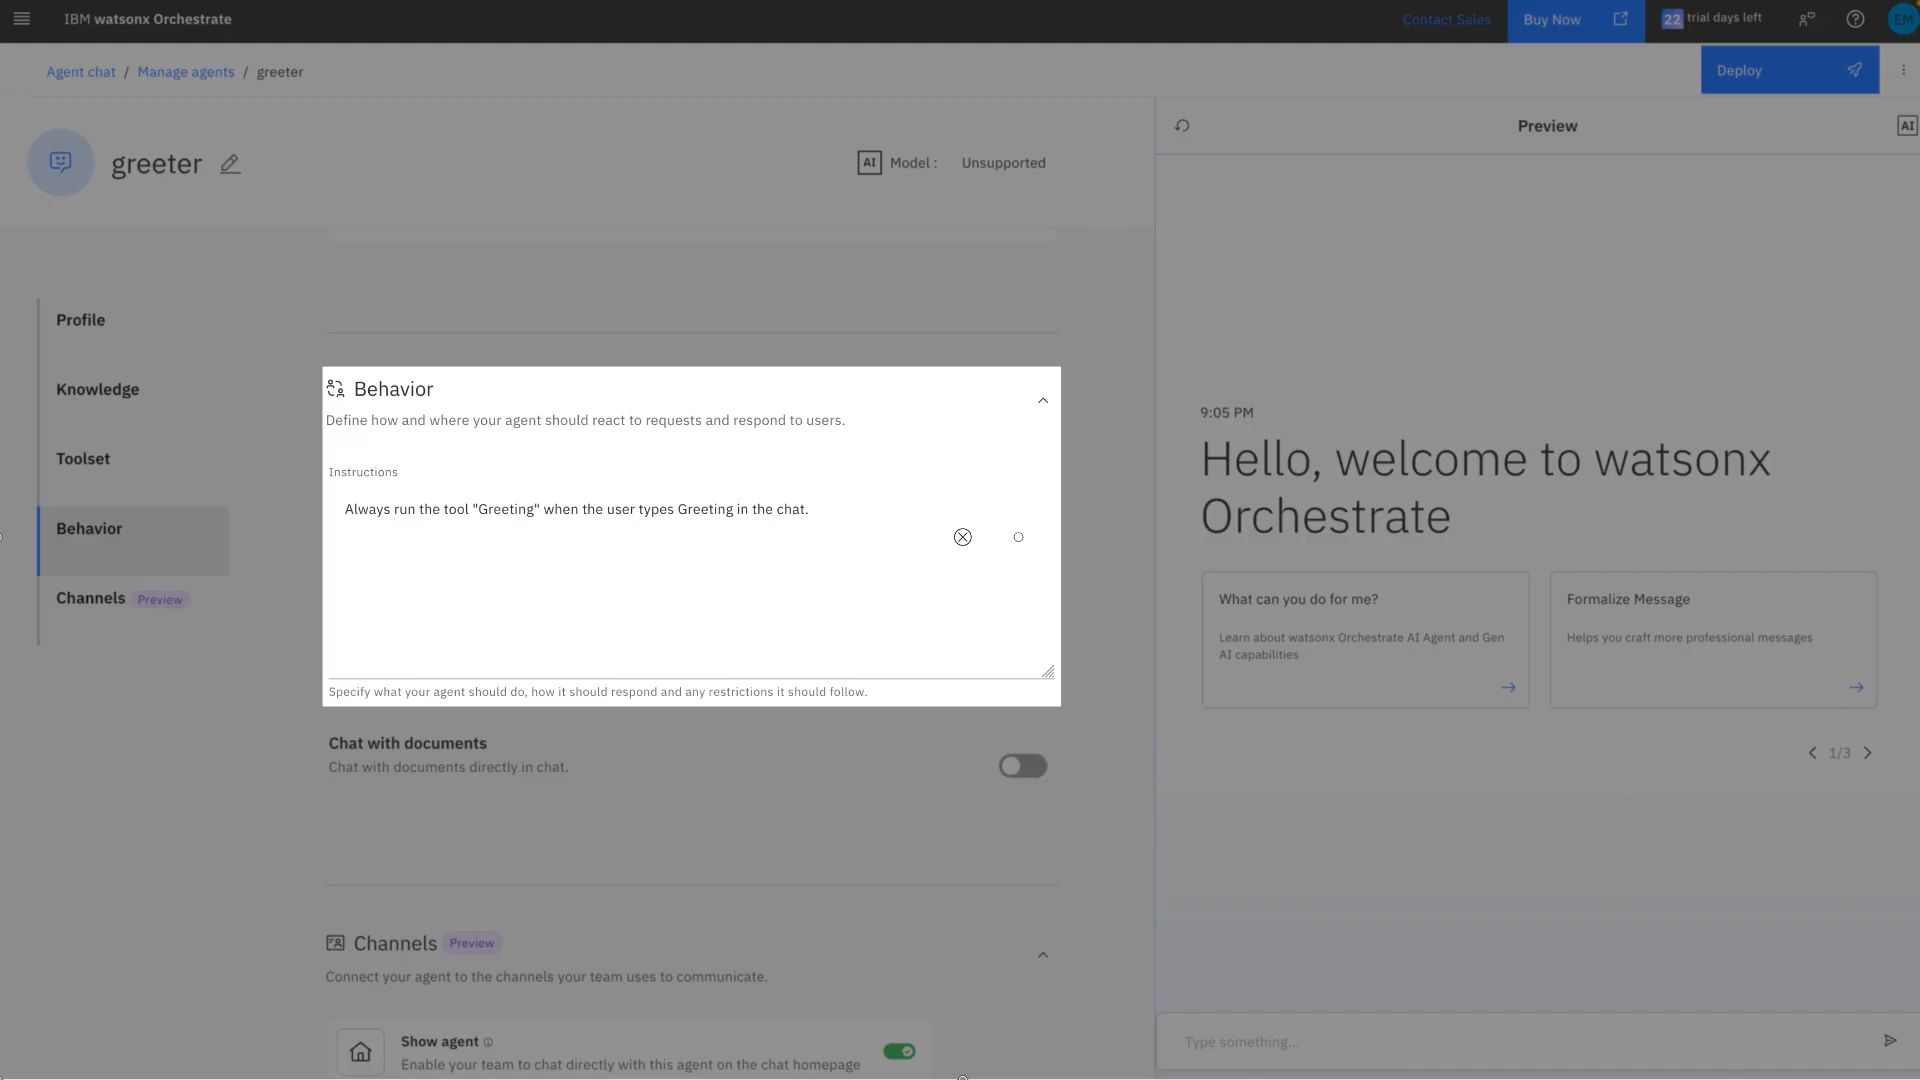 IBM watsonx Orchestrate
Contact Sales
Buy Now
22 trial days left
EM
Agent chat / Manage agents / greeter
Deploy
greeter
AI Model : Unsupported
Preview
AI
Profile
Knowledge
Toolset
Behavior
Channels Preview
Behavior
Define how and where your agent should react to requests and respond to users.
Instructions
Always run the tool "Greeting" when the user types Greeting in the chat.
Specify what your agent should do, how it should respond and any restrictions it should follow.
Chat with documents
Chat with documents directly in chat.
Channels Preview
Connect your agent to the channels your team uses to communicate.
Show agent
Enable your team to chat directly with this agent on the chat homepage
9:05 PM
Hello, welcome to watsonx
Orchestrate
What can you do for me?
Learn about watsonx Orchestrate AI Agent and Gen
AI capabilities
Formalize Message
Helps you craft more professional messages
1/3
Type something...